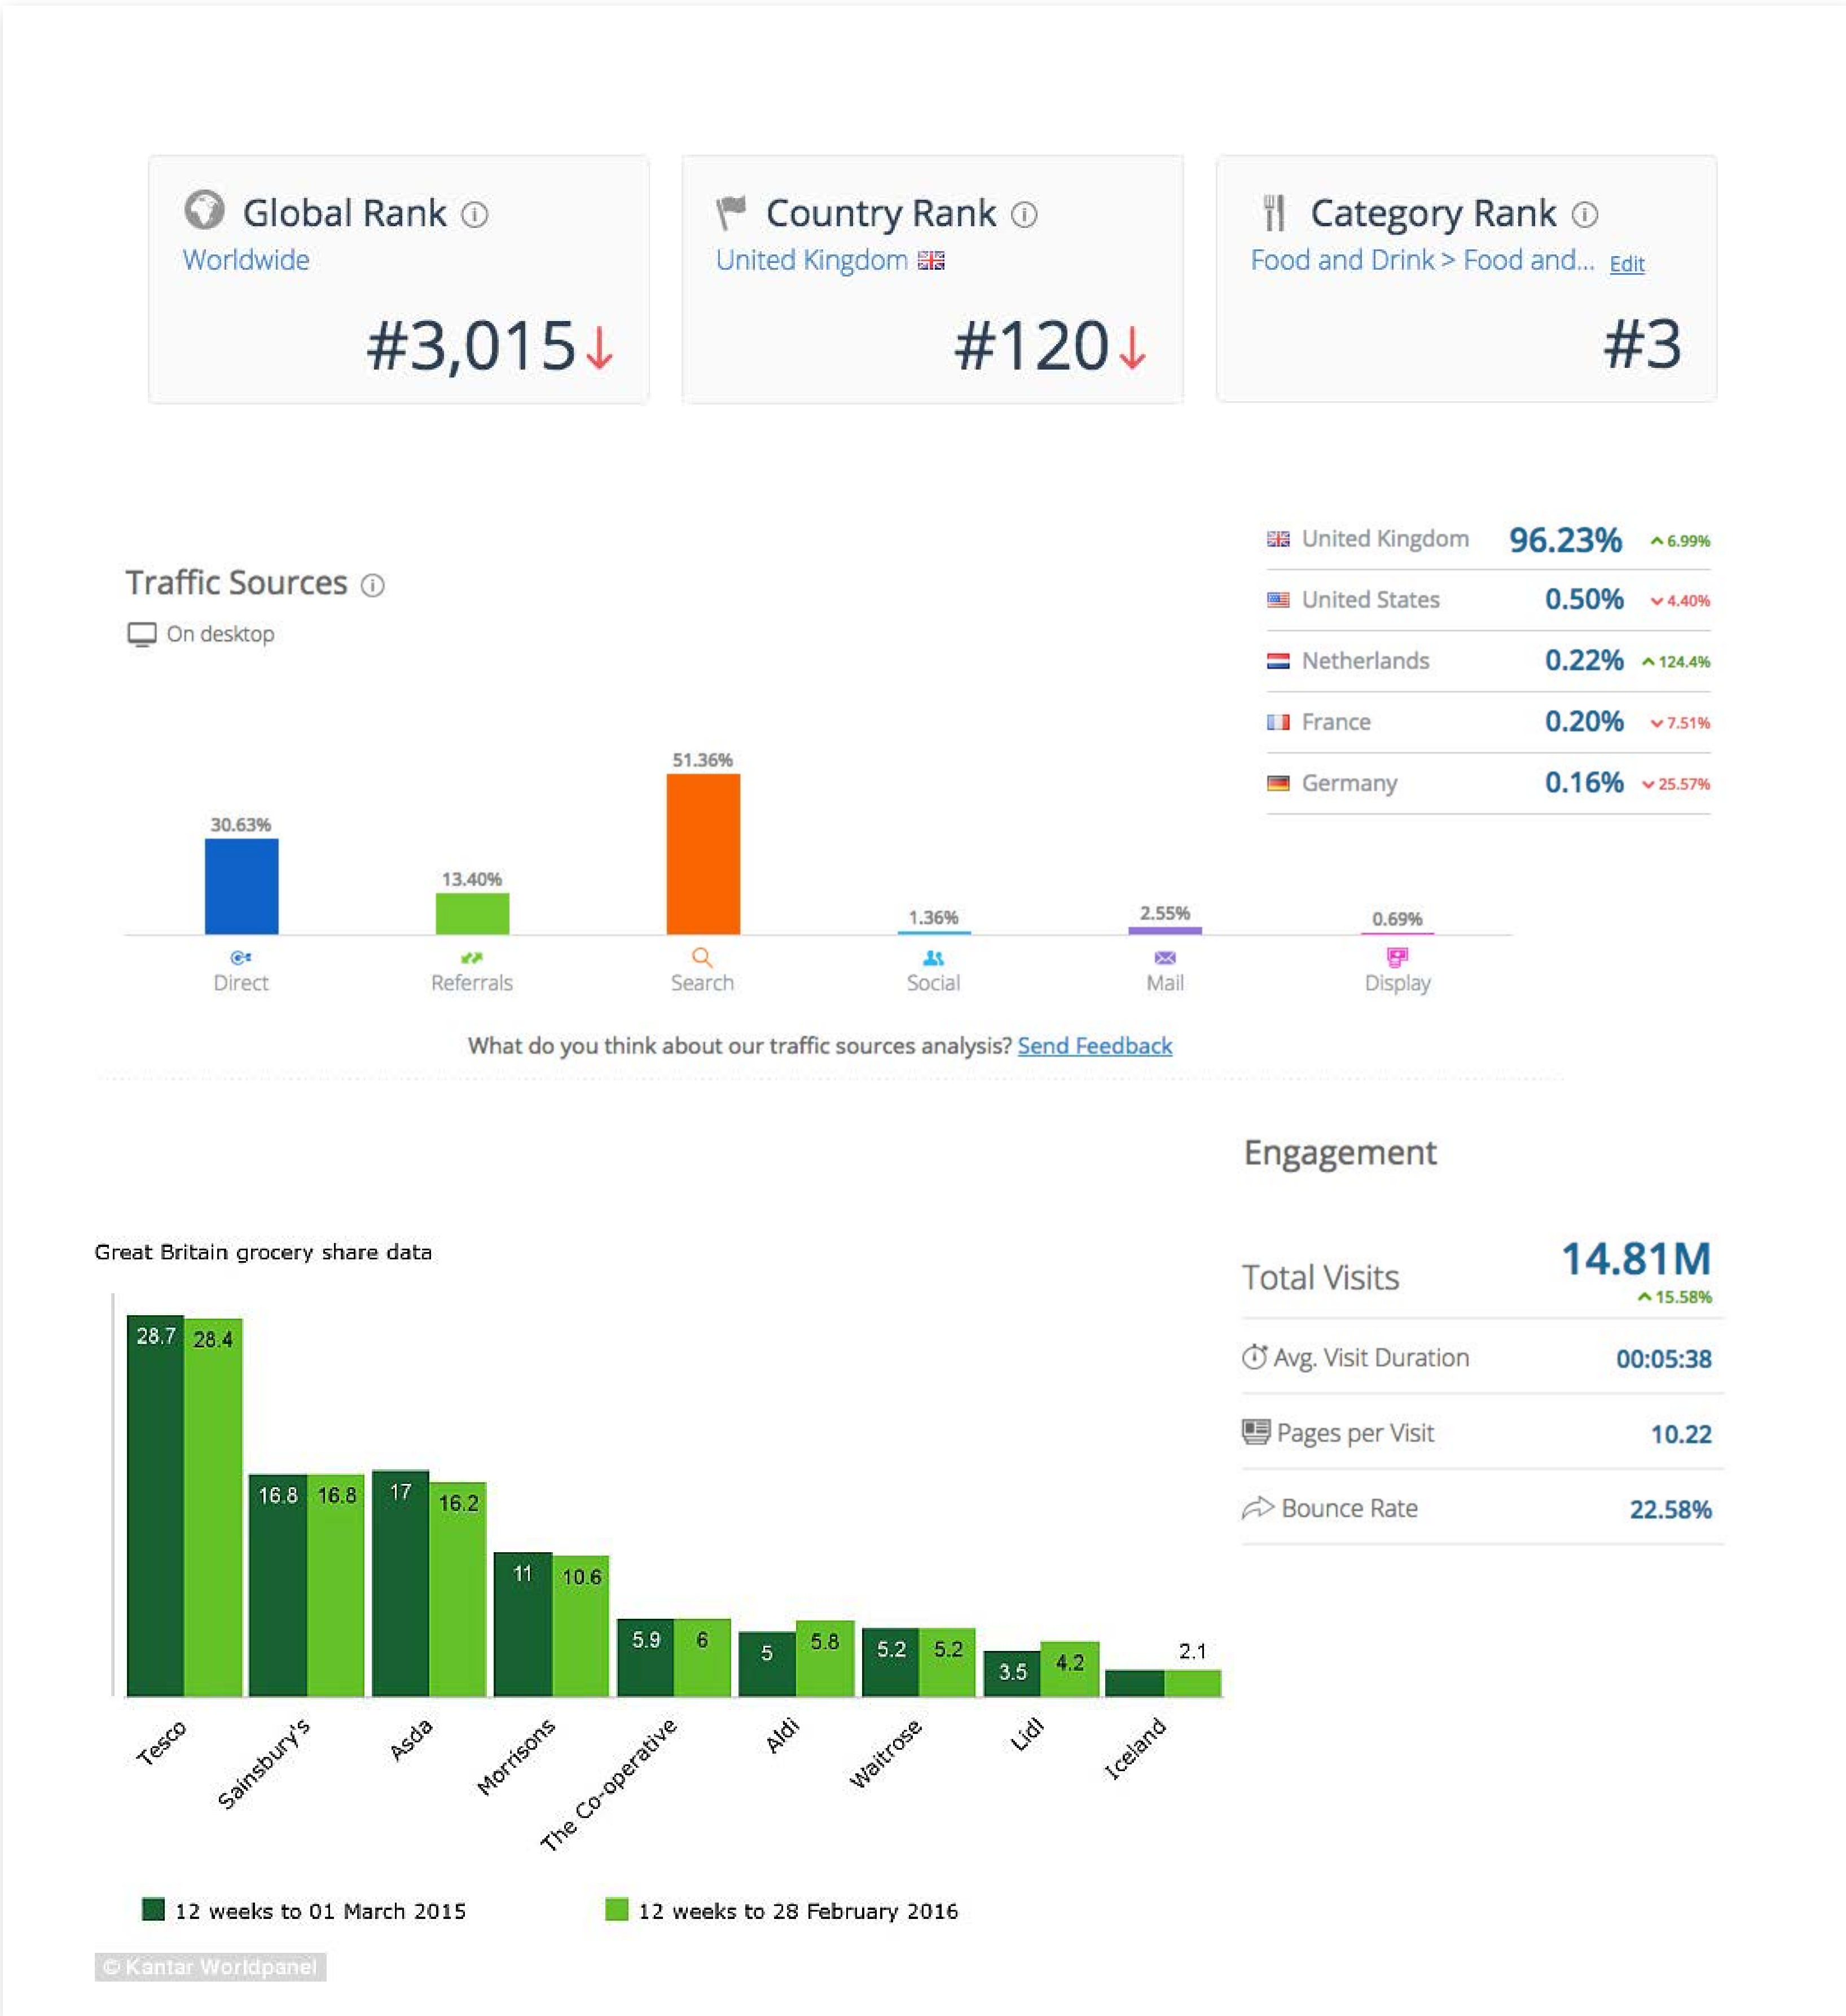 Global Rank
Worldwide
#3,015
Country Rank
United Kingdom
#120
Category Rank
Food and Drink > Food and... Edit
#3
United Kingdom 96.23% 6.99%
United States 0.50% 4.40%
Netherlands 0.22% 124.4%
France 0.20% 7.51%
Germany 0.16% 25.57%
Traffic Sources
On desktop
30.63%
13.40%
51.36%
1.36%
2.55%
0.69%
Direct
Referrals
Search
Social
Mail
Display
What do you think about our traffic sources analysis? Send Feedback
Engagement
Total Visits 14.81M
15.58%
Avg. Visit Duration 00:05:38
Pages per Visit 10.22
Bounce Rate 22.58%
Great Britain grocery share data
28.7 28.4
16.8 16.8
17 16.2
11 10.6
5.9 6
5 5.8
5.2 5.2
3.5 4.2
2.1
Tesco
Sainsbury's
Asda
Morrisons
The Co-operative
Aldi
Waitrose
Lidl
Iceland
12 weeks to 01 March 2015
12 weeks to 28 February 2016
© Kantar Worldpanel